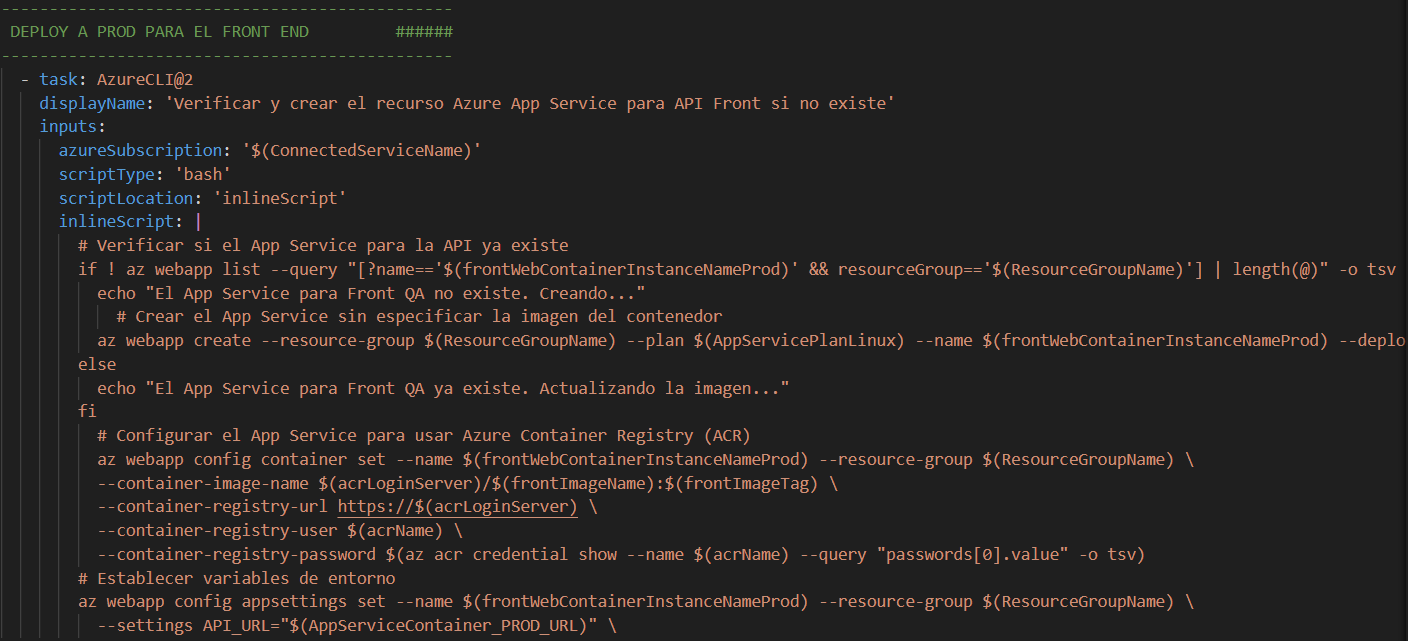 -----------------------------------------------
DEPLOY A PROD PARA EL FRONT END         ######
-----------------------------------------------
- task: AzureCLI@2
  displayName: 'Verificar y crear el recurso Azure App Service para API Front si no existe'
  inputs:
    azureSubscription: '$(ConnectedServiceName)'
    scriptType: 'bash'
    scriptLocation: 'inlineScript'
    inlineScript: |
      # Verificar si el App Service para la API ya existe
      if ! az webapp list --query "[?name=='$(frontWebContainerInstanceNameProd)' && resourceGroup=='$(ResourceGroupName)'] | length(@)" -o tsv
        echo "El App Service para Front QA no existe. Creando..."
          # Crear el App Service sin especificar la imagen del contenedor
        az webapp create --resource-group $(ResourceGroupName) --plan $(AppServicePlanLinux) --name $(frontWebContainerInstanceNameProd) --deplo
      else
        echo "El App Service para Front QA ya existe. Actualizando la imagen..."
      fi
        # Configurar el App Service para usar Azure Container Registry (ACR)
        az webapp config container set --name $(frontWebContainerInstanceNameProd) --resource-group $(ResourceGroupName) \
        --container-image-name $(acrLoginServer)/$(frontImageName):$(frontImageTag) \
        --container-registry-url https://$(acrLoginServer) \
        --container-registry-user $(acrName) \
        --container-registry-password $(az acr credential show --name $(acrName) --query "passwords[0].value" -o tsv)
      # Establecer variables de entorno
      az webapp config appsettings set --name $(frontWebContainerInstanceNameProd) --resource-group $(ResourceGroupName) \
        --settings API_URL="$(AppServiceContainer_PROD_URL)" \